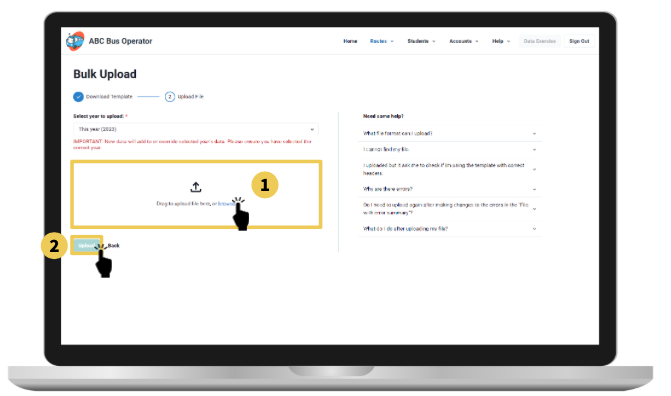 ABC Bus Operator
Home Routes Students Accounts Help Data Exercise Sign Out
Bulk Upload
Download Template 2 Upload File
Select year to upload: *
This year (2023)
IMPORTANT: New data will add to or override selected year's data. Please ensure you have selected the
correct year.
1
Drag to upload file here, or browse
2
Upload Back
Need some help?
What file format can I upload?
I cannot find my file.
I uploaded but it ask me to check if I'm using the template with correct
headers.
Why are there errors?
Do I need to upload again after making changes to the errors in the "File
with error summary"?
What do I do after uploading my file?